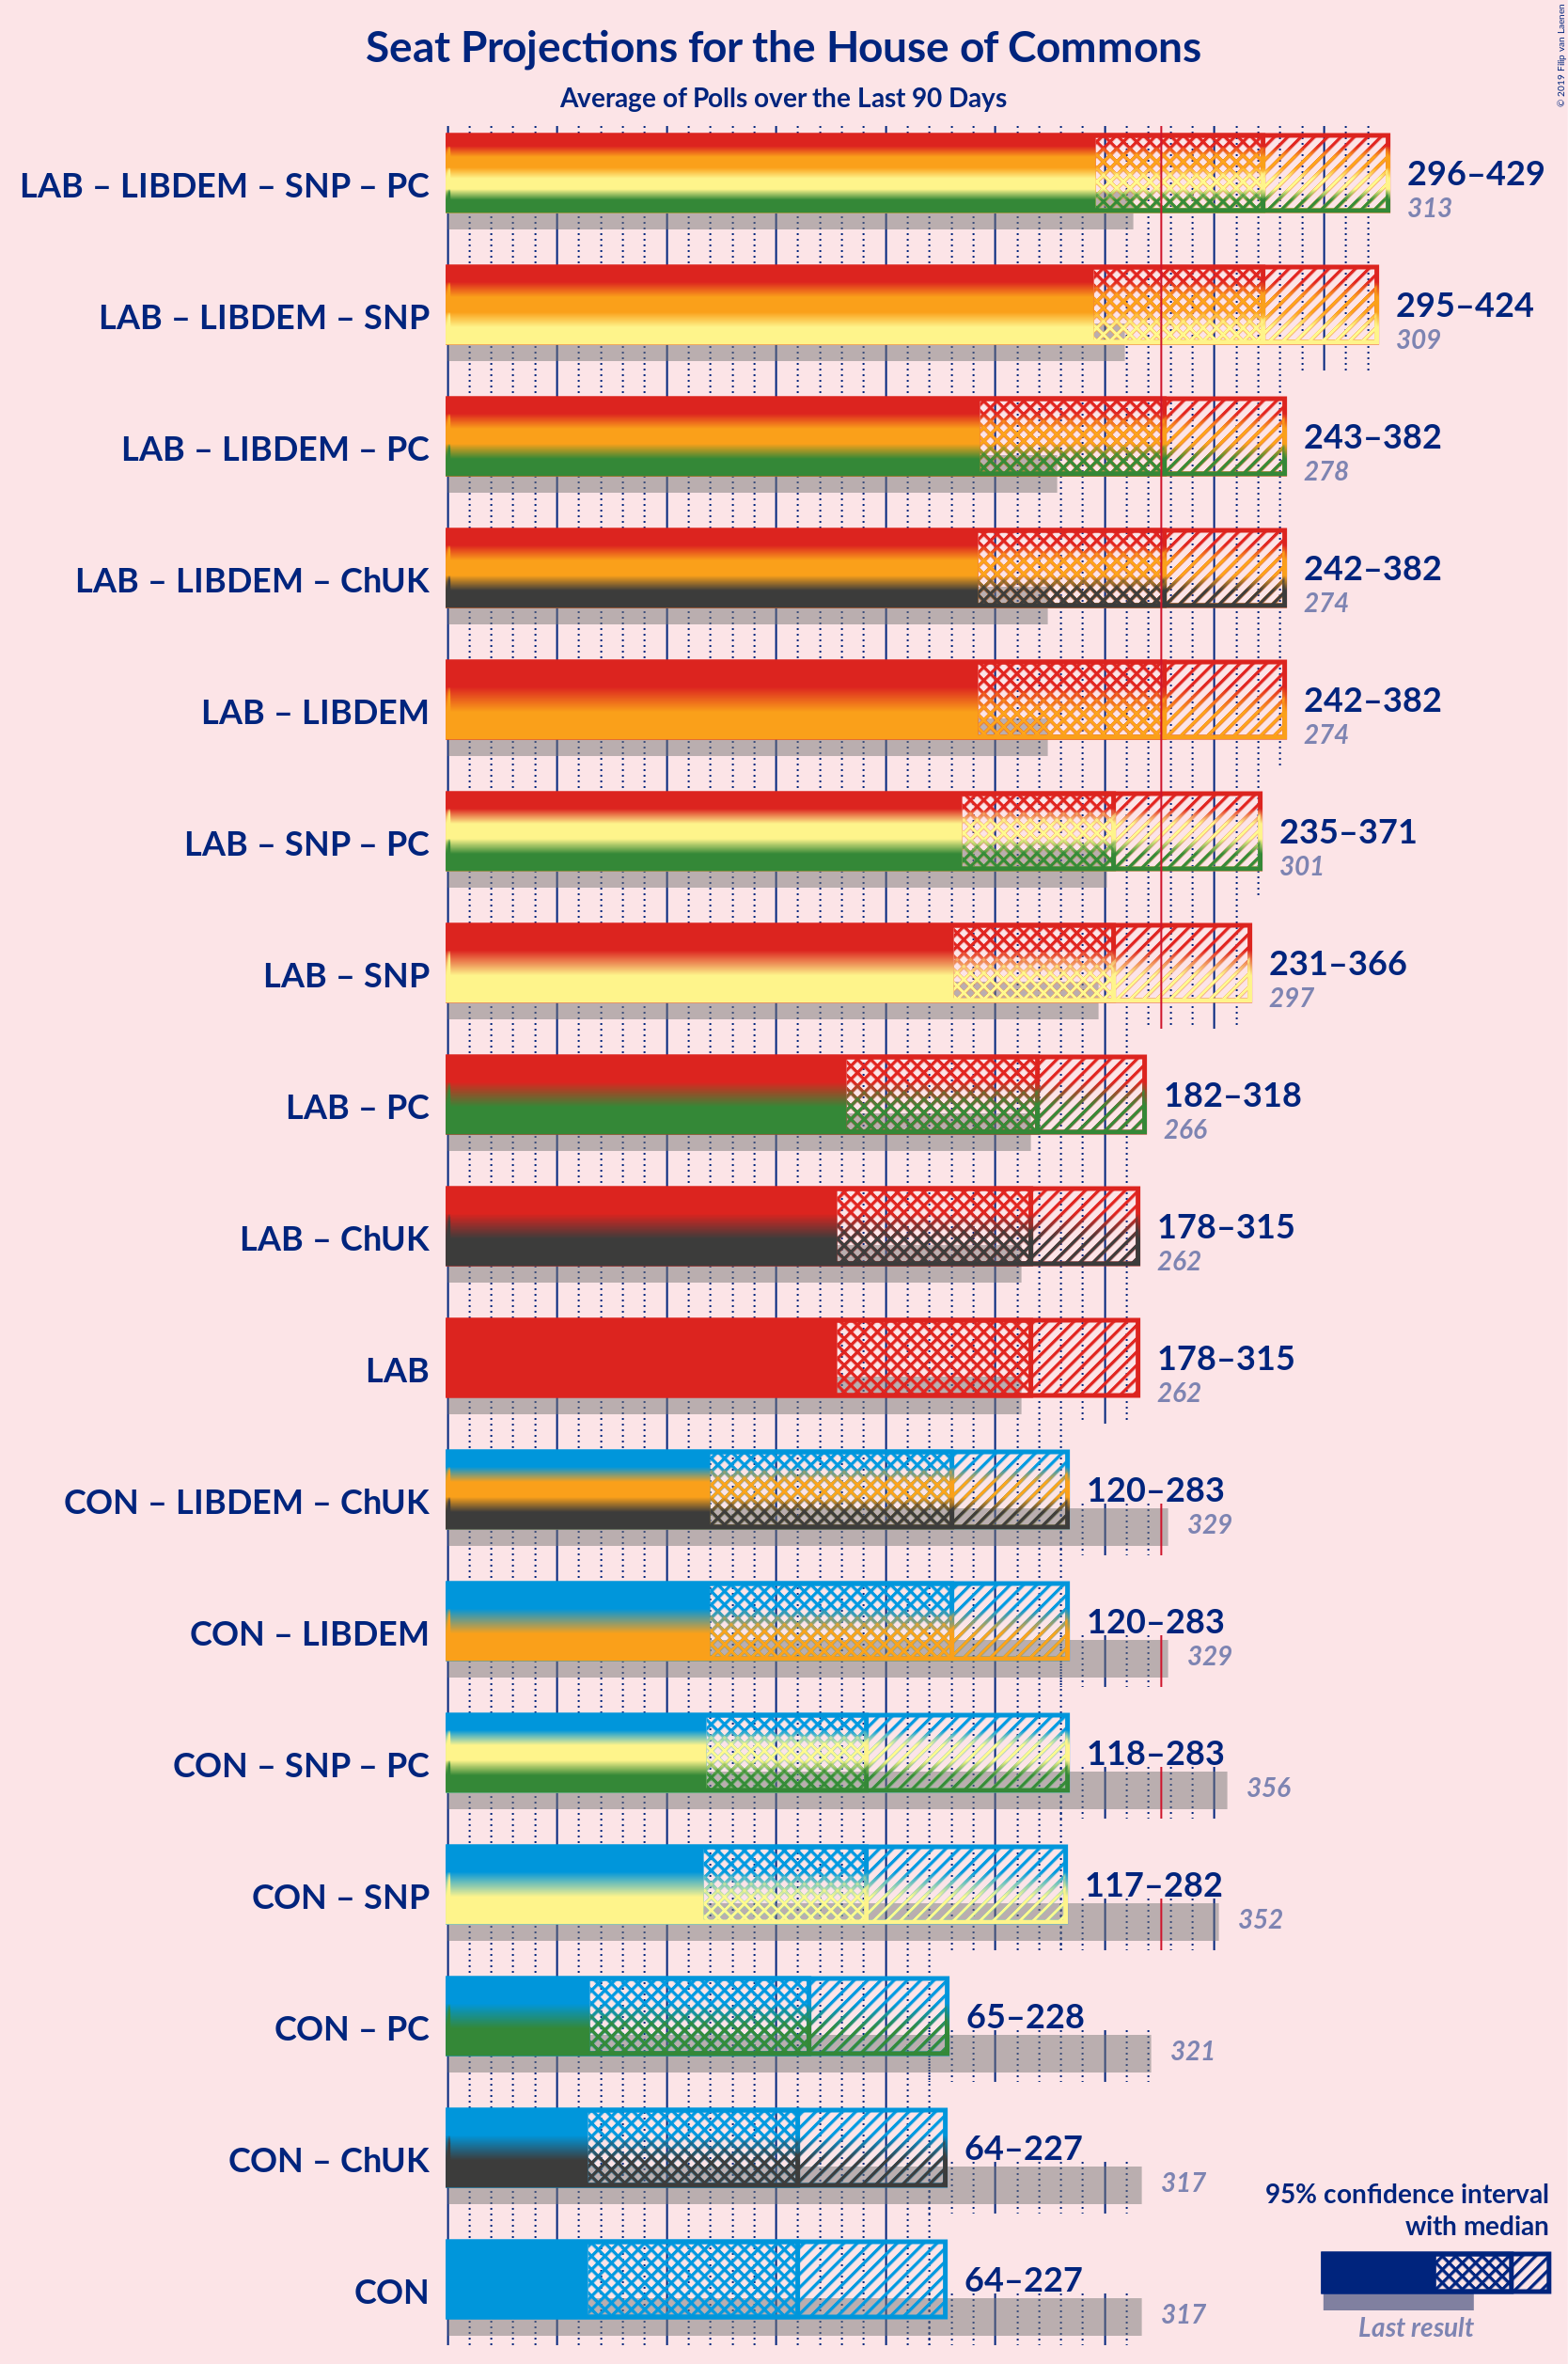 © 2019 Filip van Laenen
Seat Projections for the House of Commons
Average of Polls over the Last 90 Days
LAB – LIBDEM – SNP – PC
296–429
313
LAB – LIBDEM – SNP
295–424
309
LAB – LIBDEM – PC
243–382
278
LAB – LIBDEM – ChUK
242–382
274
LAB – LIBDEM
242–382
274
LAB – SNP – PC
235–371
301
LAB – SNP
231–366
297
LAB – PC
182–318
266
LAB – ChUK
178–315
262
LAB
178–315
262
CON – LIBDEM – ChUK
120–283
329
CON – LIBDEM
120–283
329
CON – SNP – PC
118–283
356
CON – SNP
117–282
352
CON – PC
65–228
321
CON – ChUK
64–227
317
CON
64–227
317
95% confidence interval
with median
Last result